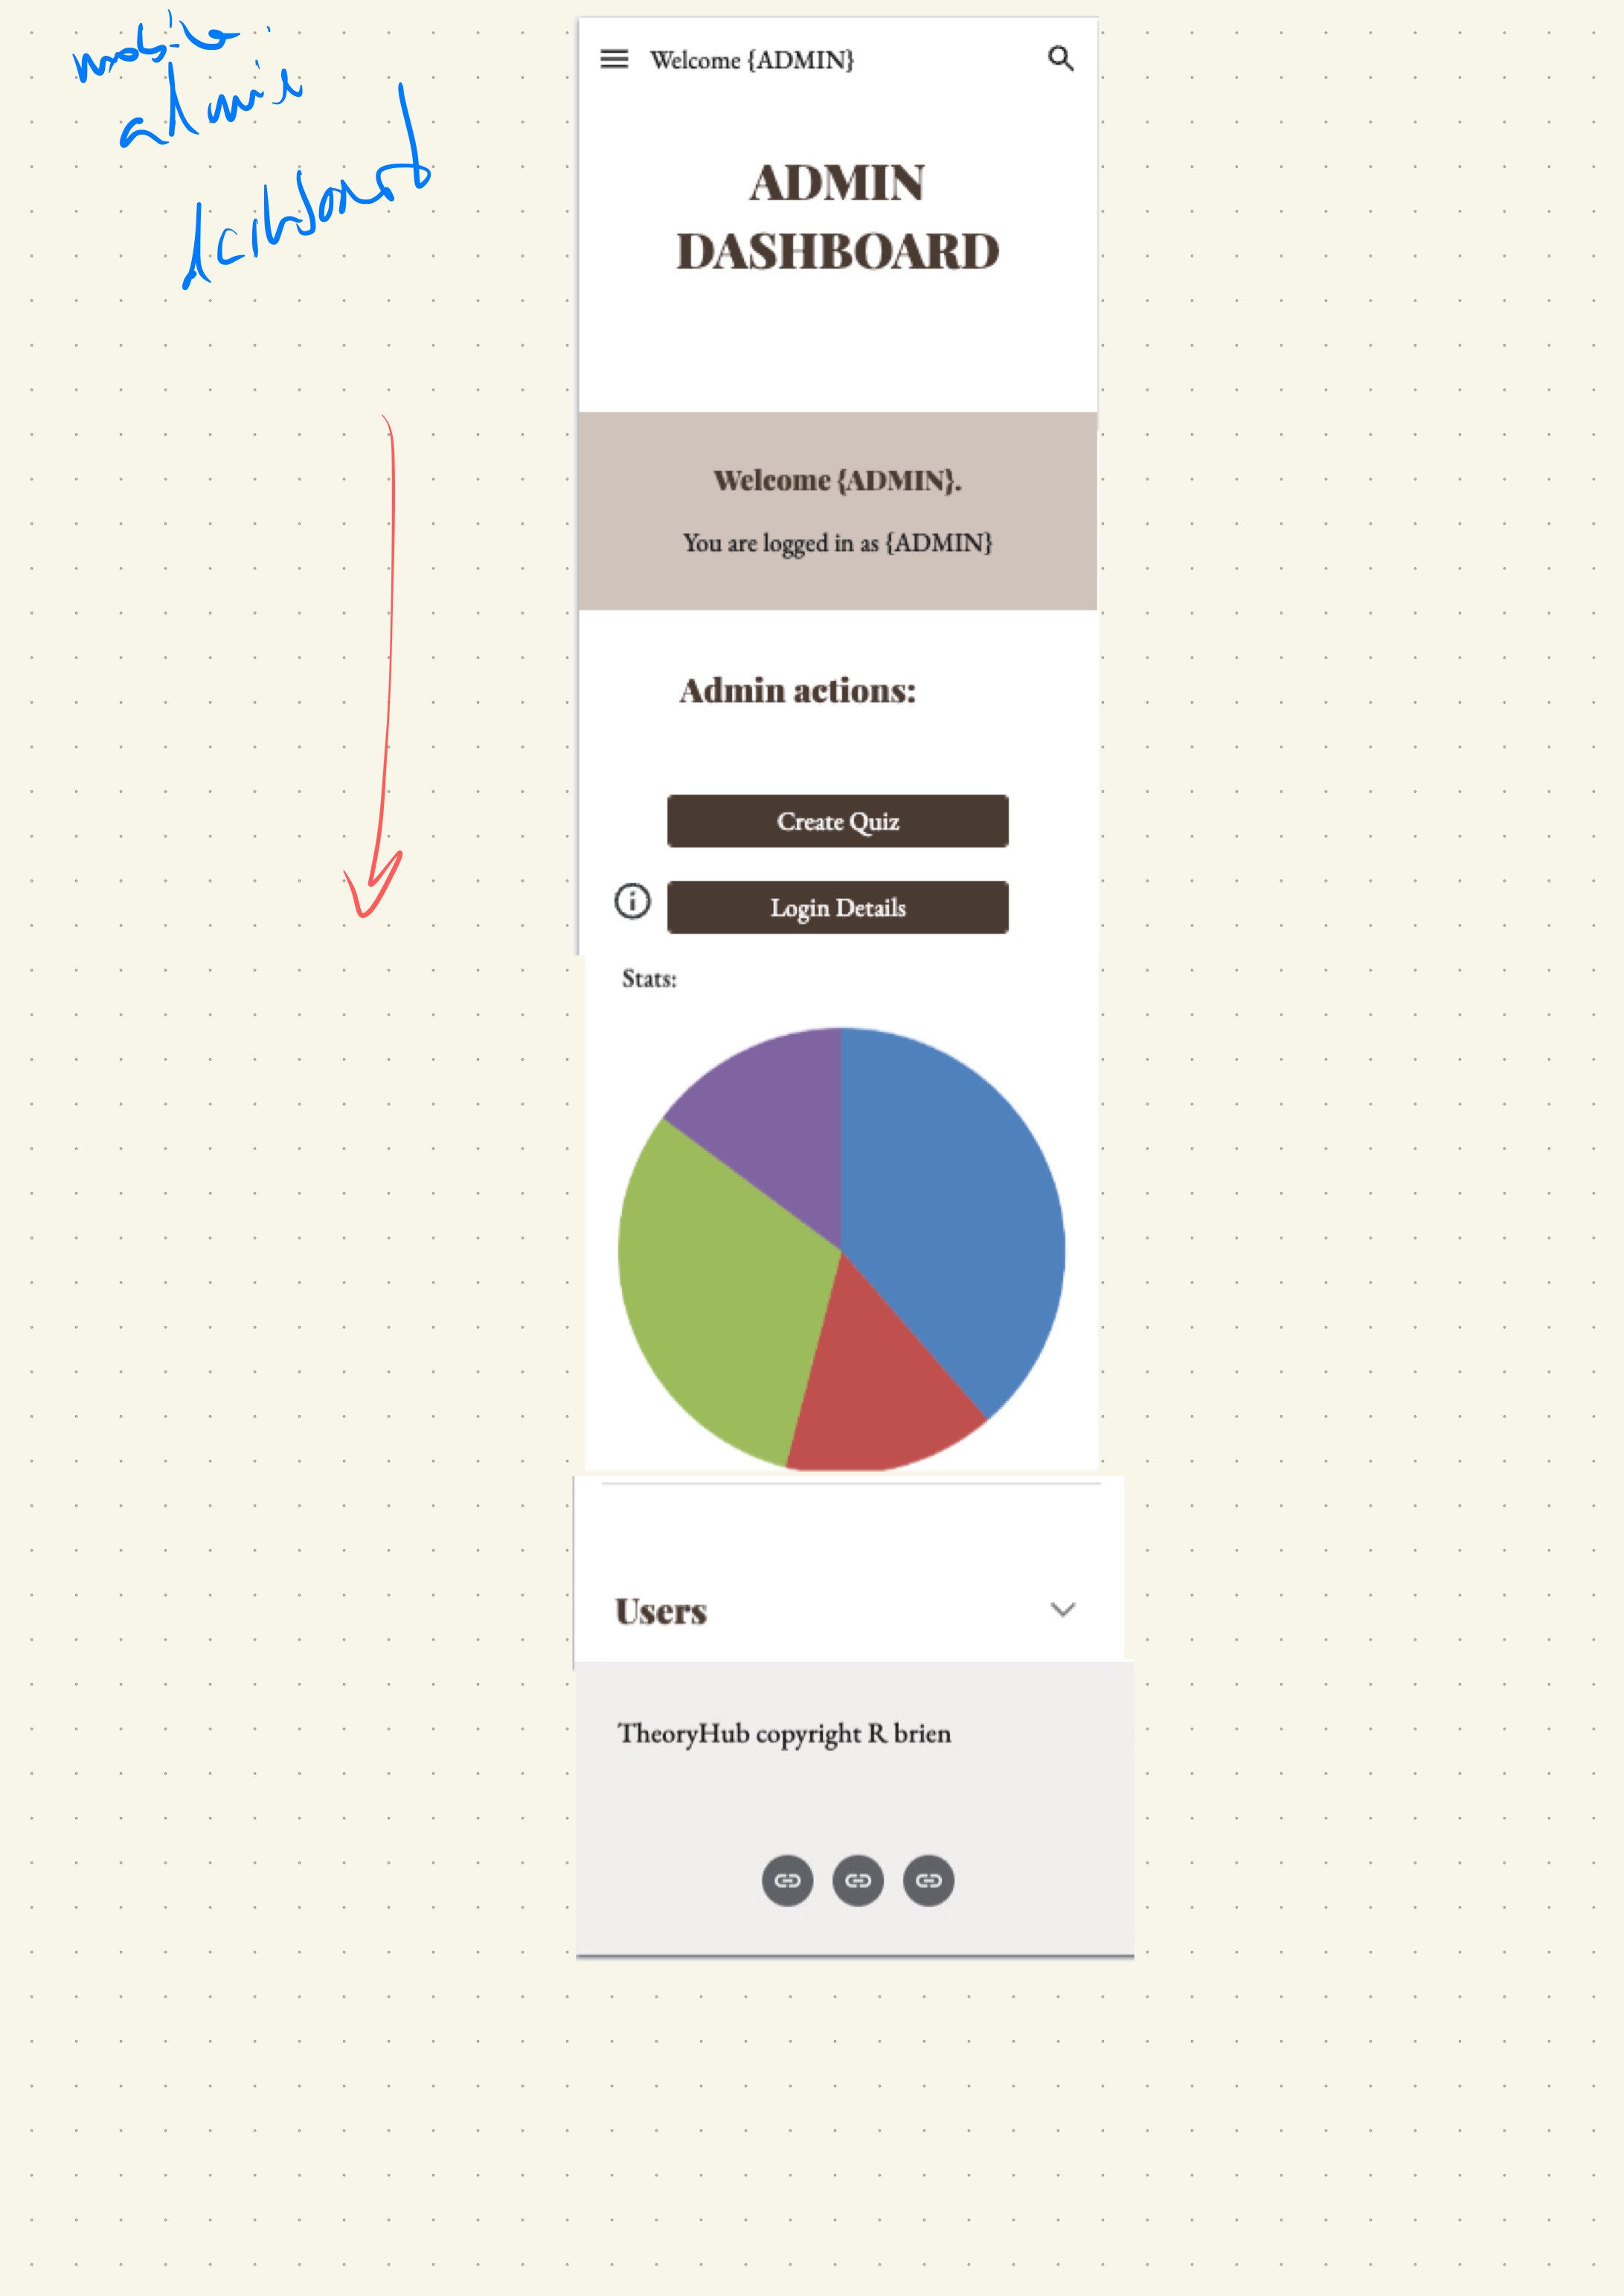 mobile
admin
dashboard
Welcome {ADMIN}
ADMIN
DASHBOARD
Welcome {ADMIN}.
You are logged in as {ADMIN}
Admin actions:
Create Quiz
Login Details
Stats:
Users
TheoryHub copyright R brien